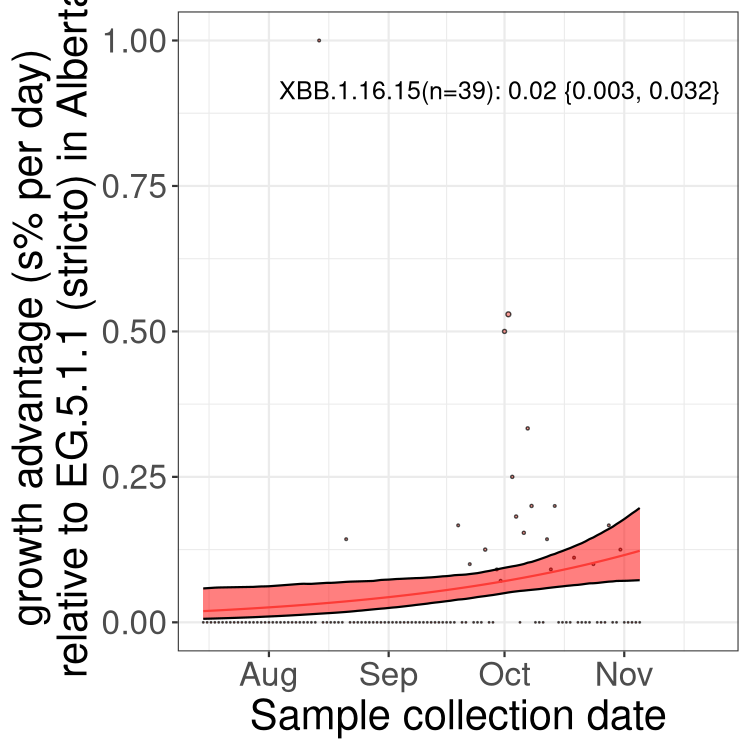 growth advantage (s% per day)
relative to EG.5.1.1 (stricto) in Alberta
1.00
0.75
0.50
0.25
0.00
XBB.1.16.15(n=39): 0.02 {0.003, 0.032}
Aug Sep Oct Nov
Sample collection date